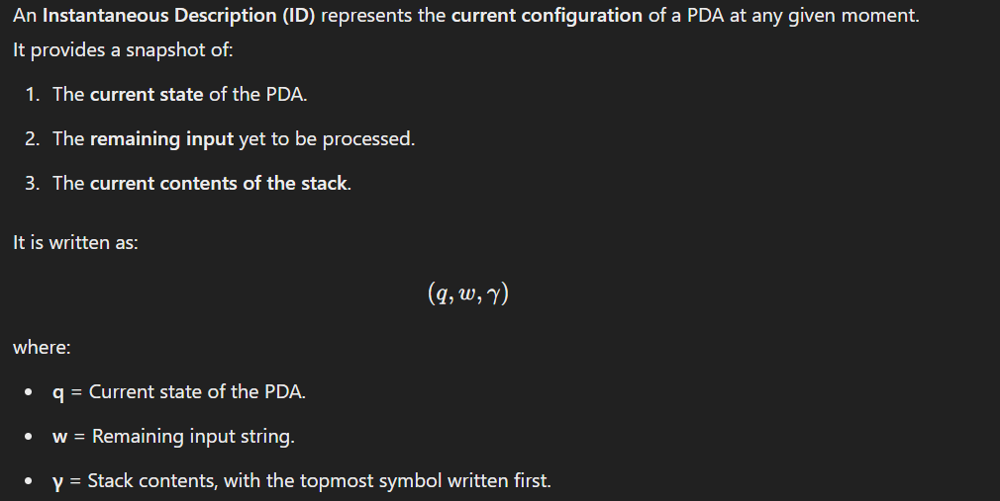 An Instantaneous Description (ID) represents the current configuration of a PDA at any given moment.
It provides a snapshot of:
1. The current state of the PDA.
2. The remaining input yet to be processed.
3. The current contents of the stack.
It is written as:
(q, w, γ)
where:
• q = Current state of the PDA.
• w = Remaining input string.
• γ = Stack contents, with the topmost symbol written first.